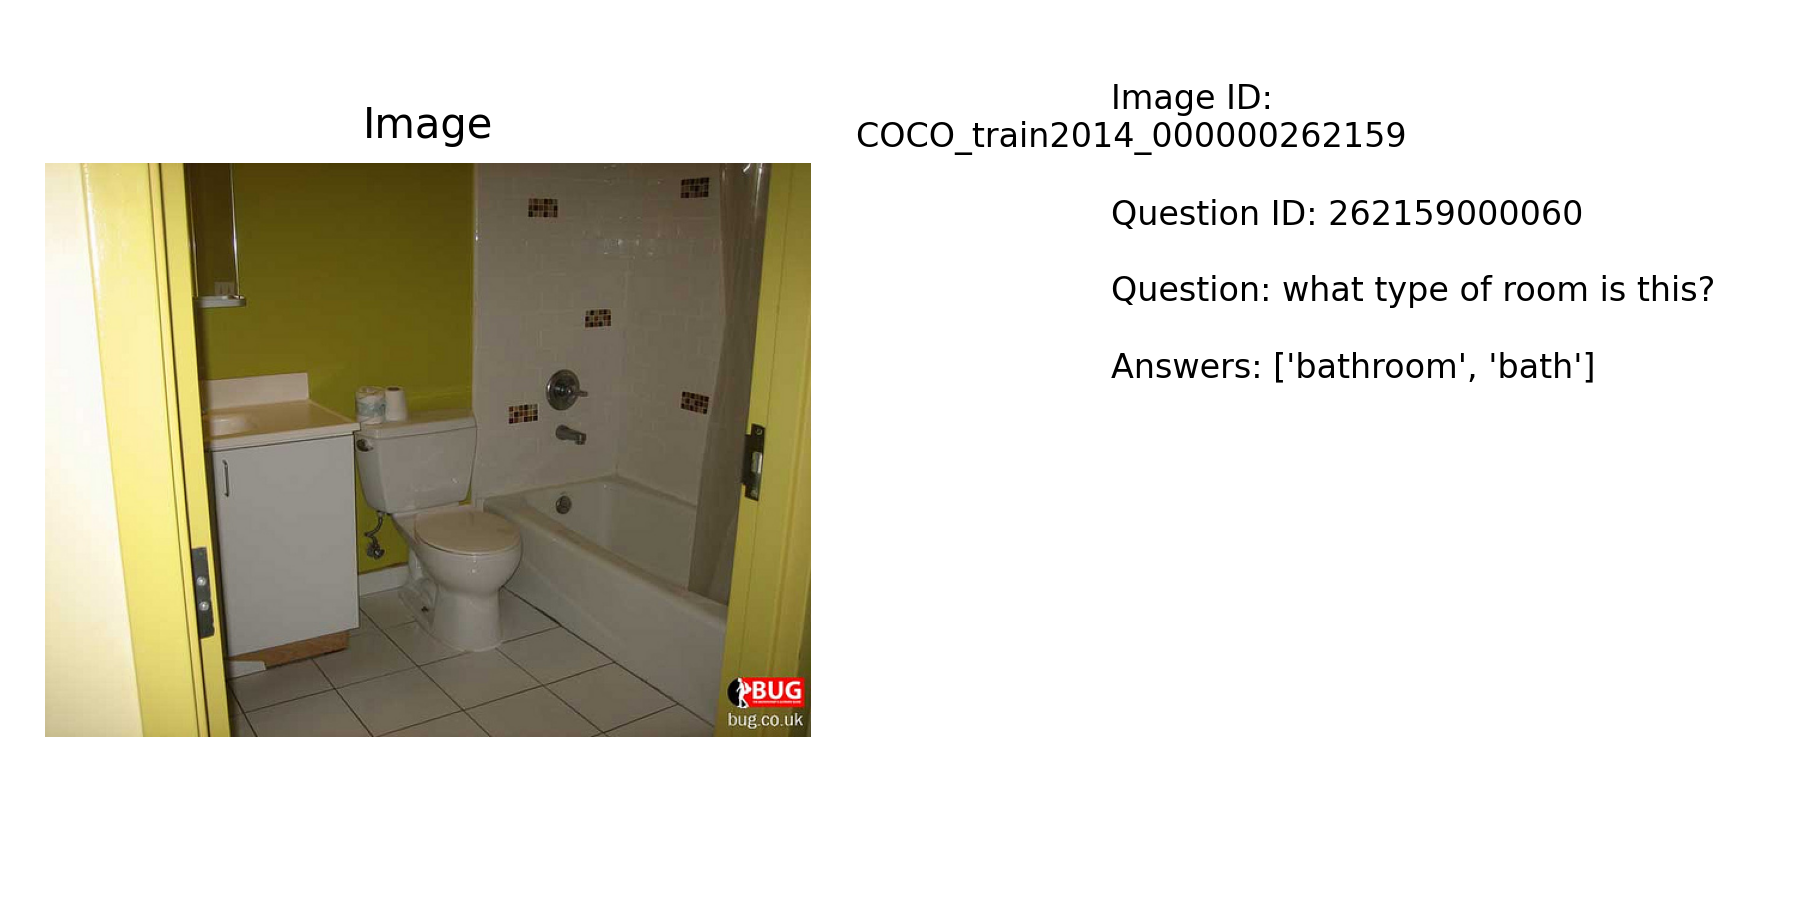 Image
Image ID:
COCO_train2014_000000262159
Question ID: 262159000060
Question: what type of room is this?
Answers: ['bathroom', 'bath']
BUG
bug.co.uk